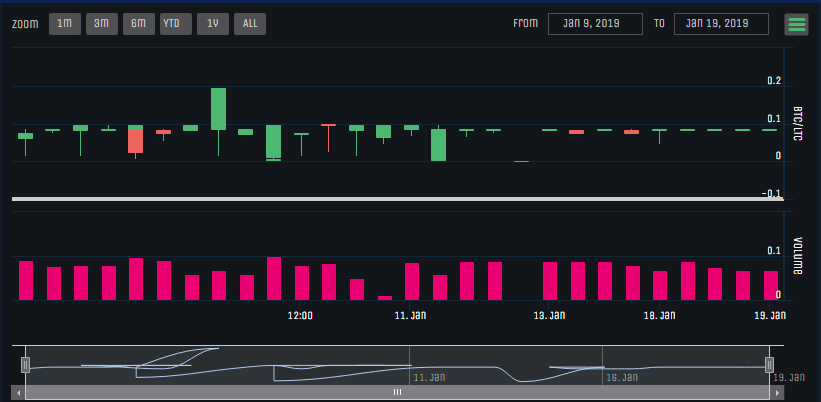 Zoom 1m 3m 6m YTD 1y All From Jan 9, 2019 To Jan 19, 2019
0.2
0.1
BTC/LTC
0
-0.1
0.1
Volume
0
12:00 11. Jan 13. Jan 18. Jan 19. Jan
11. Jan 16. Jan 19. Jan